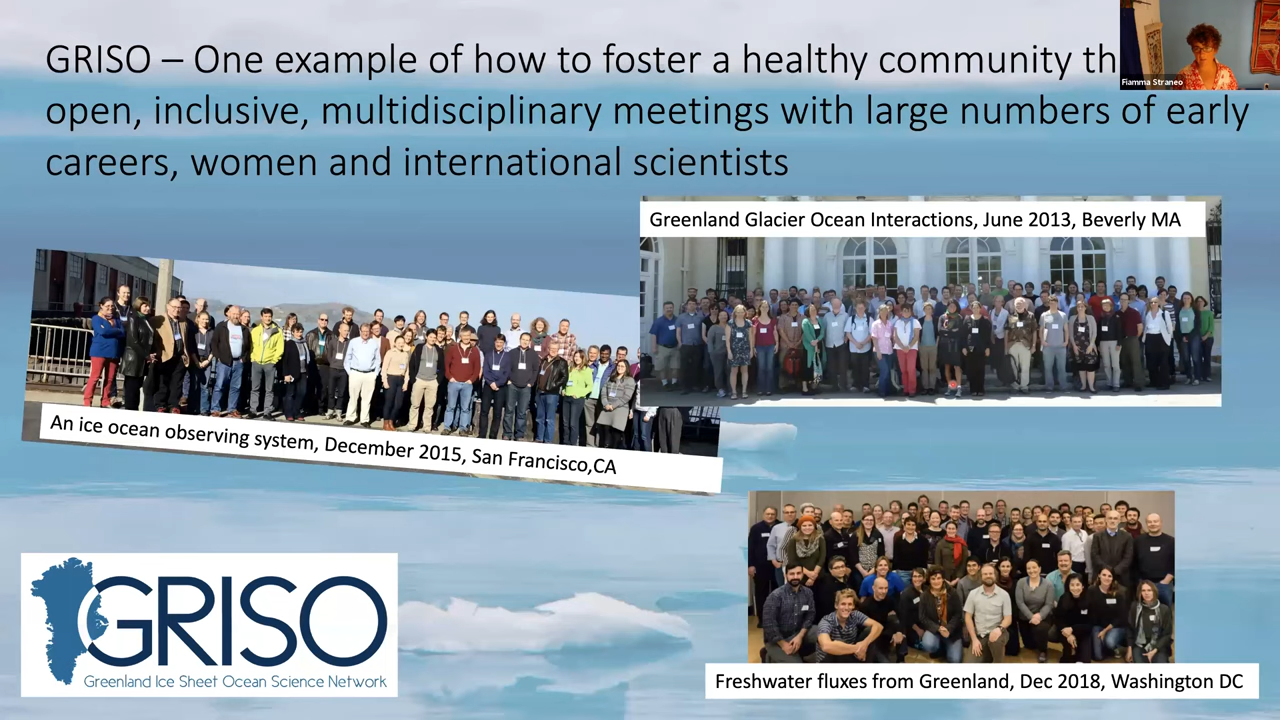 GRISO – One example of how to foster a healthy community th
open, inclusive, multidisciplinary meetings with large numbers of early
careers, women and international scientists
Fiamma Straneo
Greenland Glacier Ocean Interactions, June 2013, Beverly MA
An ice ocean observing system, December 2015, San Francisco,CA
GRISO
Greenland Ice Sheet Ocean Science Network
Freshwater fluxes from Greenland, Dec 2018, Washington DC